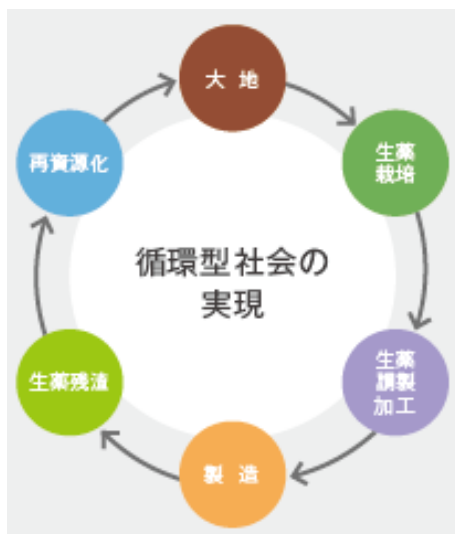 大地
生薬
栽培
生薬
調製
加工
製造
生薬残渣
再資源化
循環型社会の
実現